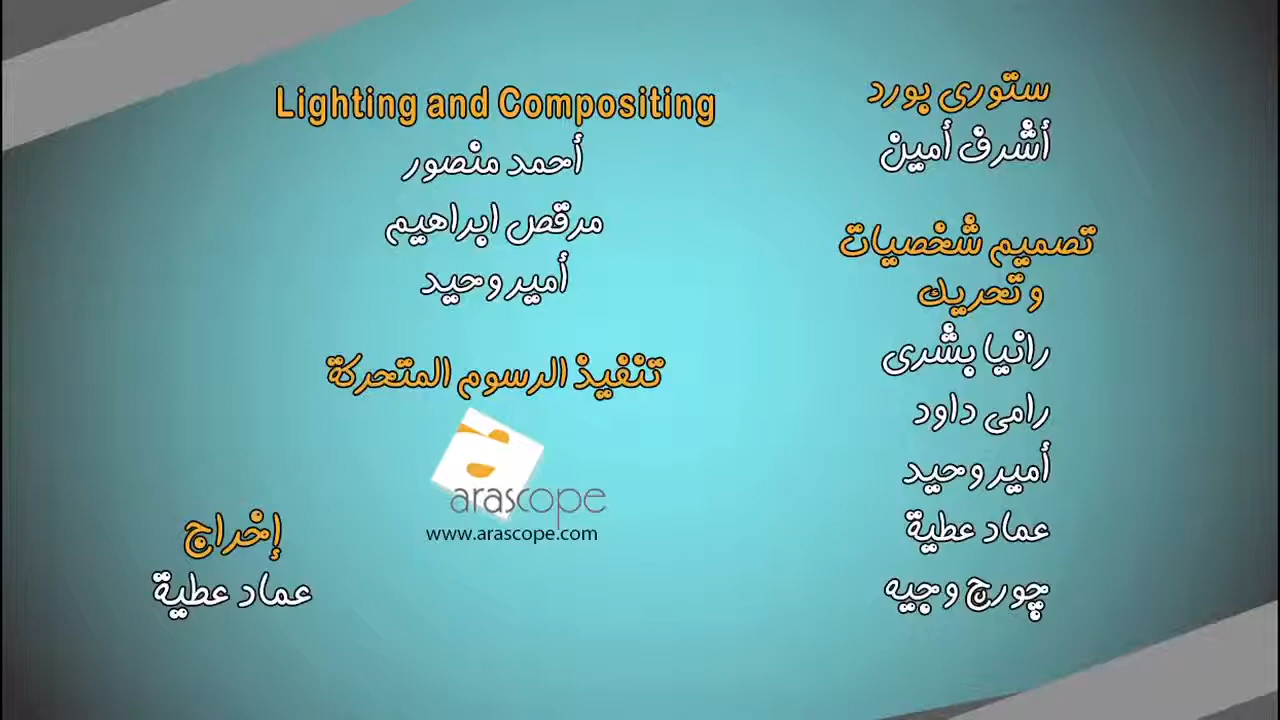 ستورى بورد
أشرف أمين
تصميم شخصيات
و تحريك
رانيا بشرى
رامى داود
أمير وحيد
عماد عطية
چورچ وجيه
Lighting and Compositing
أحمد منصور
مرقص ابراهيم
أمير وحيد
تنفيذ الرسوم المتحركة
arascope
www.arascope.com
إخراج
عماد عطية